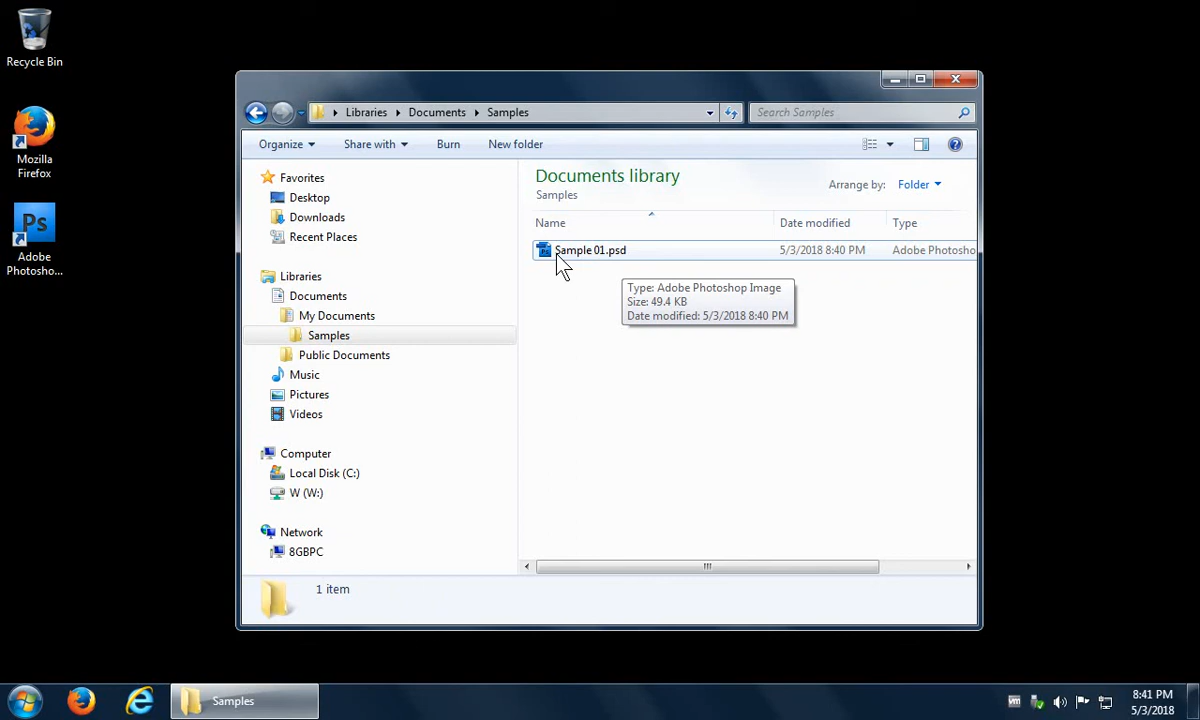 Recycle Bin
Mozilla
Firefox
Ps
Adobe
Photosho...
Libraries
Documents
Samples
Search Samples
Organize
Share with
Burn
New folder
Favorites
Desktop
Downloads
Recent Places
Libraries
Documents
My Documents
Samples
Public Documents
Music
Pictures
Videos
Computer
Local Disk (C:)
W (W:)
Network
8GBPC
Documents library
Samples
Arrange by: Folder
Name Date modified Type
Sample 01.psd 5/3/2018 8:40 PM Adobe Photosho
Type: Adobe Photoshop Image
Size: 49.4 KB
Date modified: 5/3/2018 8:40 PM
1 item
Samples
8:41 PM
5/3/2018